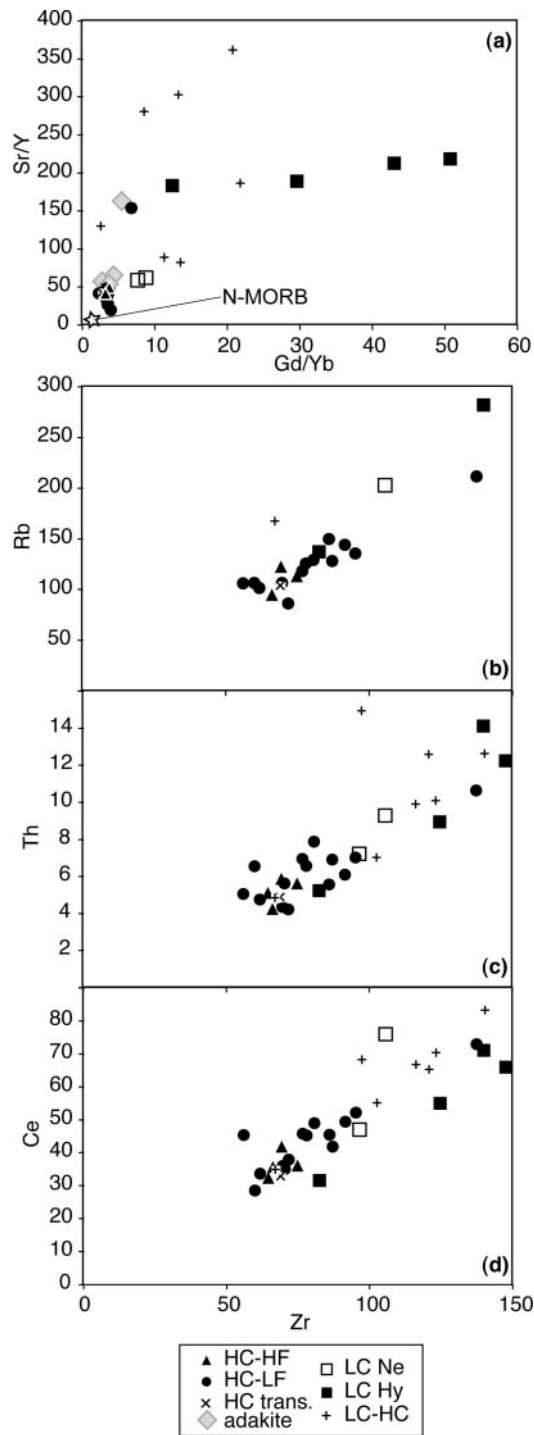 400
350
300
250
200
150
100
50
0
Sr/Y
(a)
N-MORB
0 10 20 30 40 50 60
Gd/Yb
300
250
200
150
100
50
Rb
(b)
14
12
10
8
6
4
2
Th
(c)
80
70
60
50
40
30
20
10
0
Ce
(d)
0 50 100 150
Zr
HC-HF
HC-LF
HC trans.
adakite
LC Ne
LC Hy
LC-HC